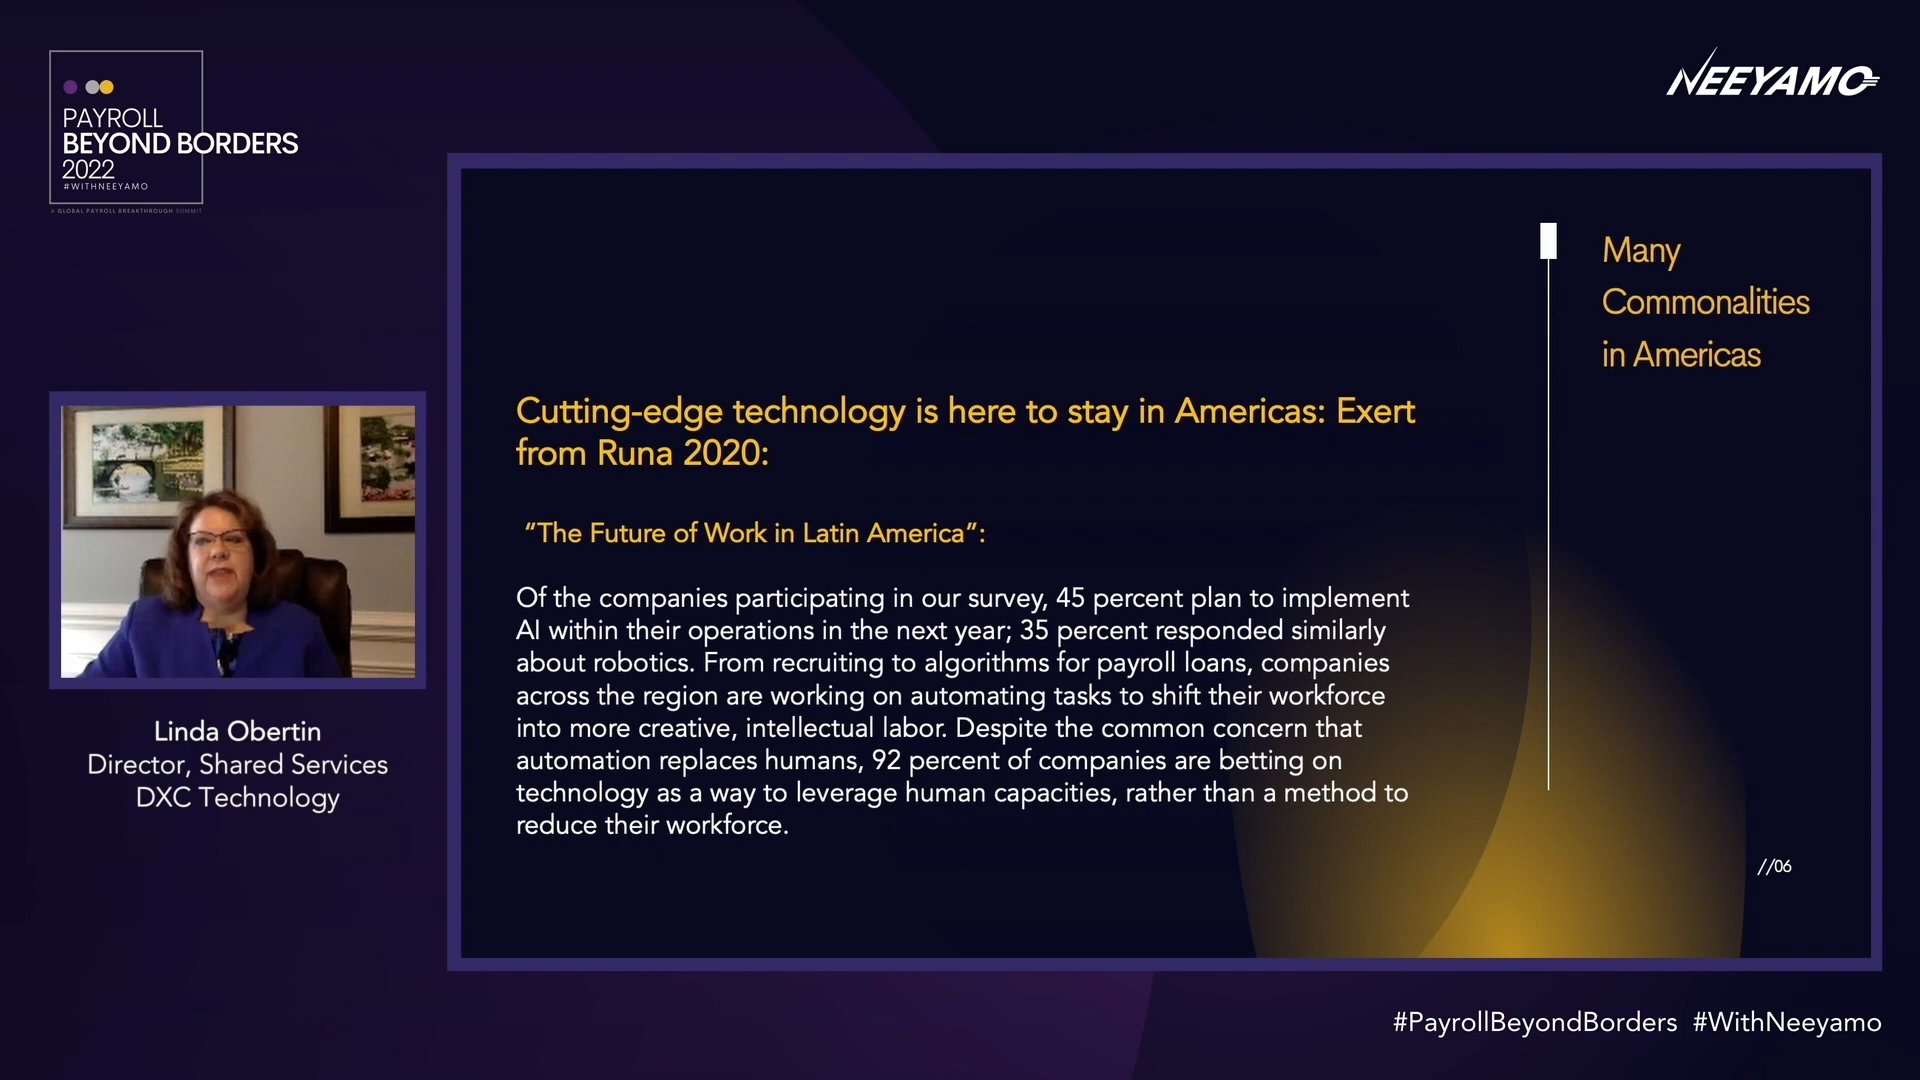 PAYROLL
BEYOND BORDERS
2022
#WITHNEEYAMO
A GLOBAL PAYROLL BREAKTHROUGH SUMMIT
NEEYAMO
Many
Commonalities
in Americas
Cutting-edge technology is here to stay in Americas: Exert
from Runa 2020:
“The Future of Work in Latin America”:
Of the companies participating in our survey, 45 percent plan to implement
AI within their operations in the next year; 35 percent responded similarly
about robotics. From recruiting to algorithms for payroll loans, companies
across the region are working on automating tasks to shift their workforce
into more creative, intellectual labor. Despite the common concern that
automation replaces humans, 92 percent of companies are betting on
technology as a way to leverage human capacities, rather than a method to
reduce their workforce.
//06
Linda Obertin
Director, Shared Services
DXC Technology
#PayrollBeyondBorders #WithNeeyamo